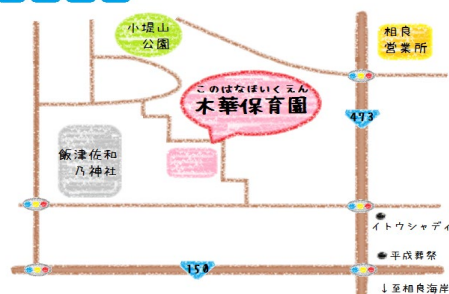 小堤山
公園
相良
営業所
このはなほいくえん
木華保育園
473
飯津佐和
乃神社
イトウシャディ
平成葬祭
150
↓至相良海岸